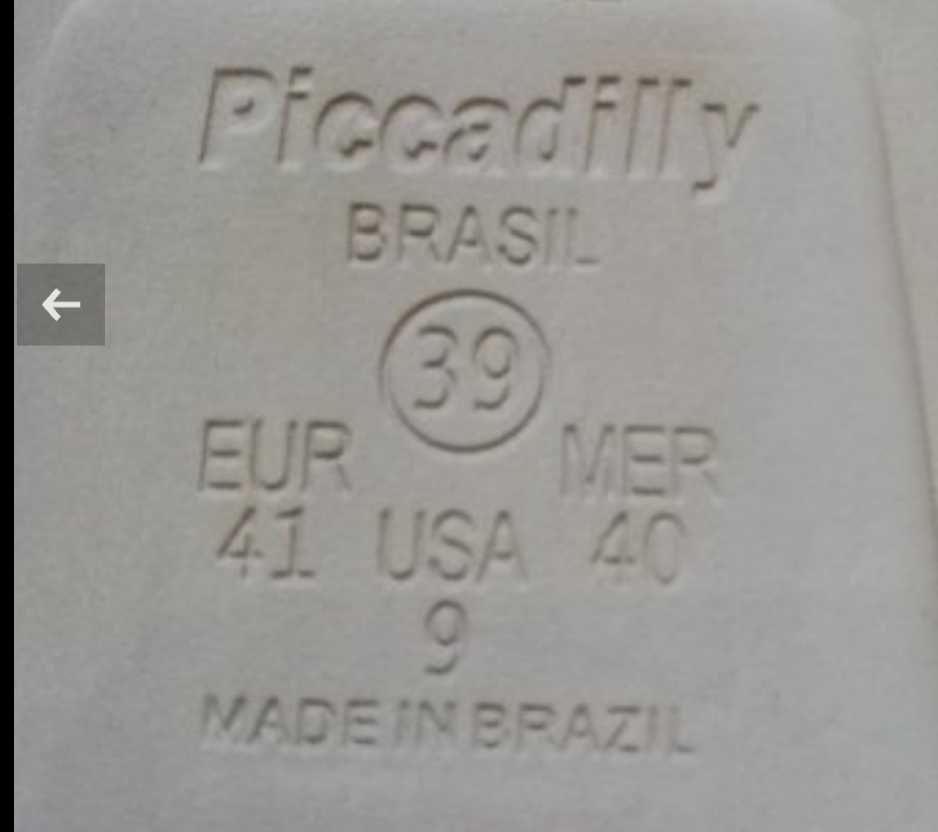 Piccadilly
BRASIL
39
EUR MER
41 USA 40
9
MADE IN BRAZIL